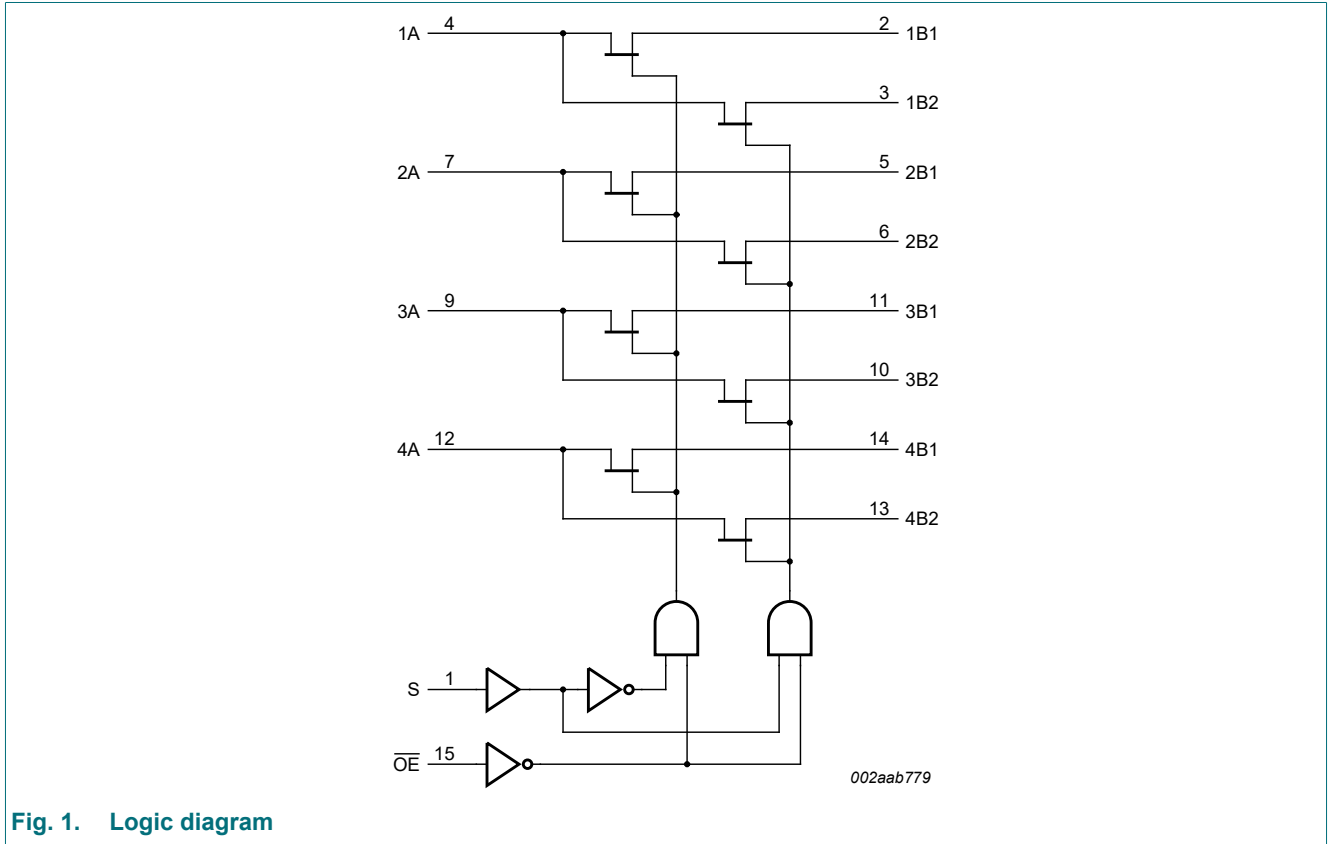 1A 4 2 1B1
3 1B2
2A 7 5 2B1
6 2B2
3A 9 11 3B1
10 3B2
4A 12 14 4B1
13 4B2
S 1
O̅E̅ 15
002aab779
Fig. 1. Logic diagram